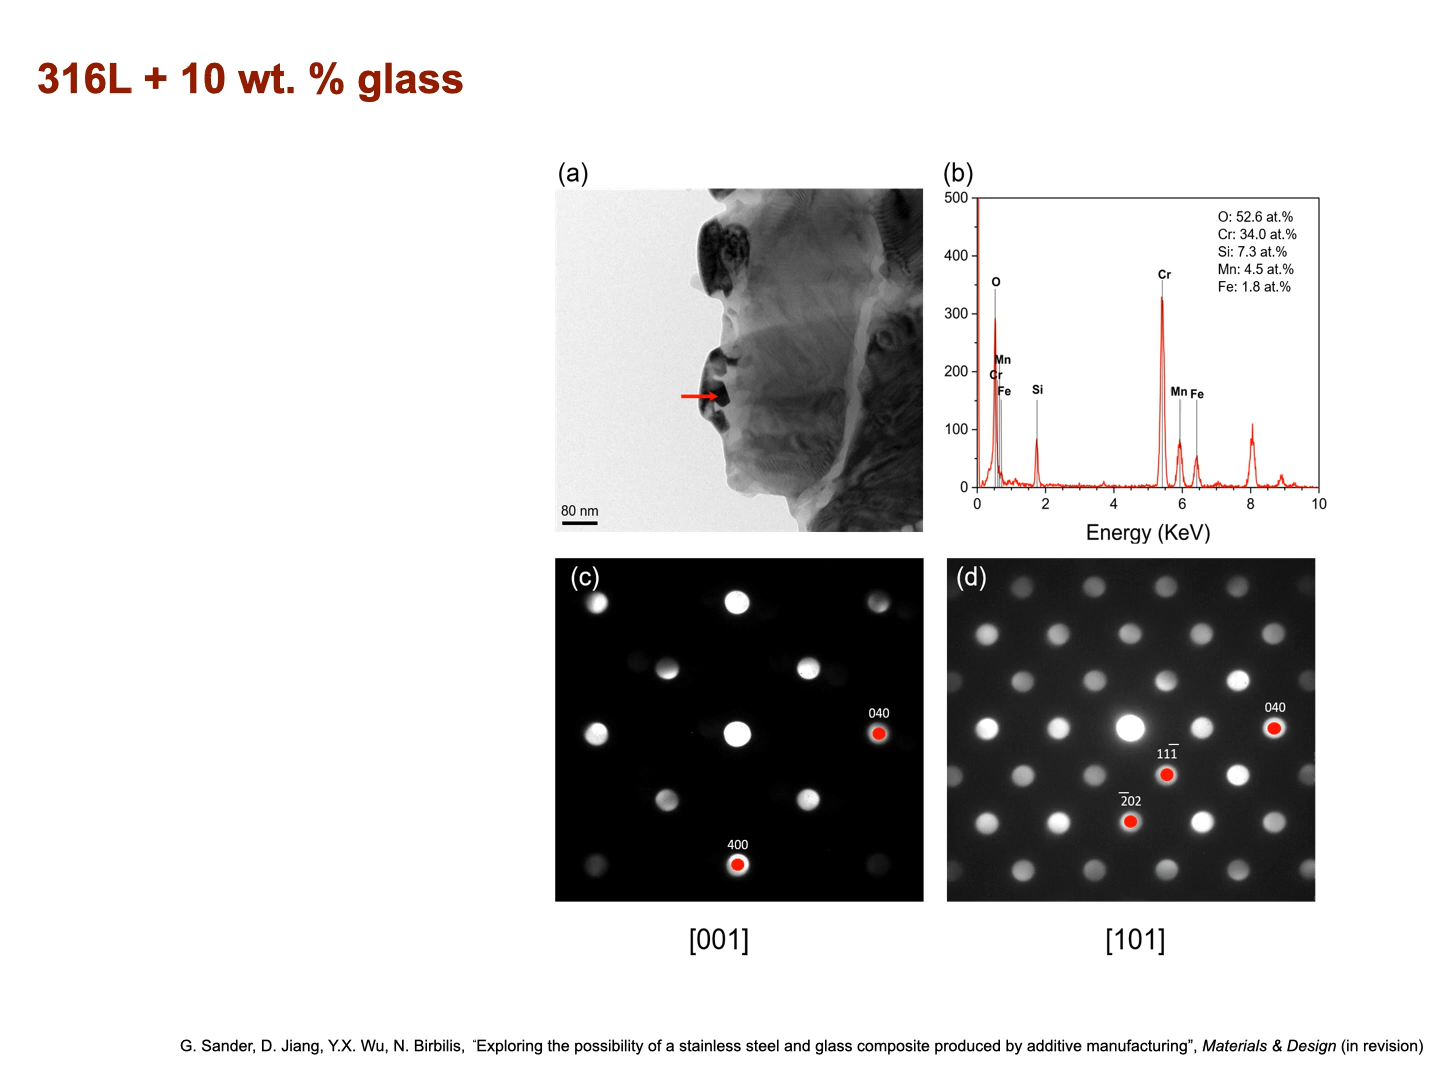 316L + 10 wt. % glass
(a)
80 nm
(b)
500
400
300
200
100
0
0 2 4 6 8 10
Energy (KeV)
O: 52.6 at.%
Cr: 34.0 at.%
Si: 7.3 at.%
Mn: 4.5 at.%
Fe: 1.8 at.%
O
Mn
Cr
Fe
Si
Cr
Mn
Fe
(c)
040
400
[001]
(d)
040
111̅
2̅02
[101]
G. Sander, D. Jiang, Y.X. Wu, N. Birbilis, “Exploring the possibility of a stainless steel and glass composite produced by additive manufacturing”, Materials & Design (in revision)